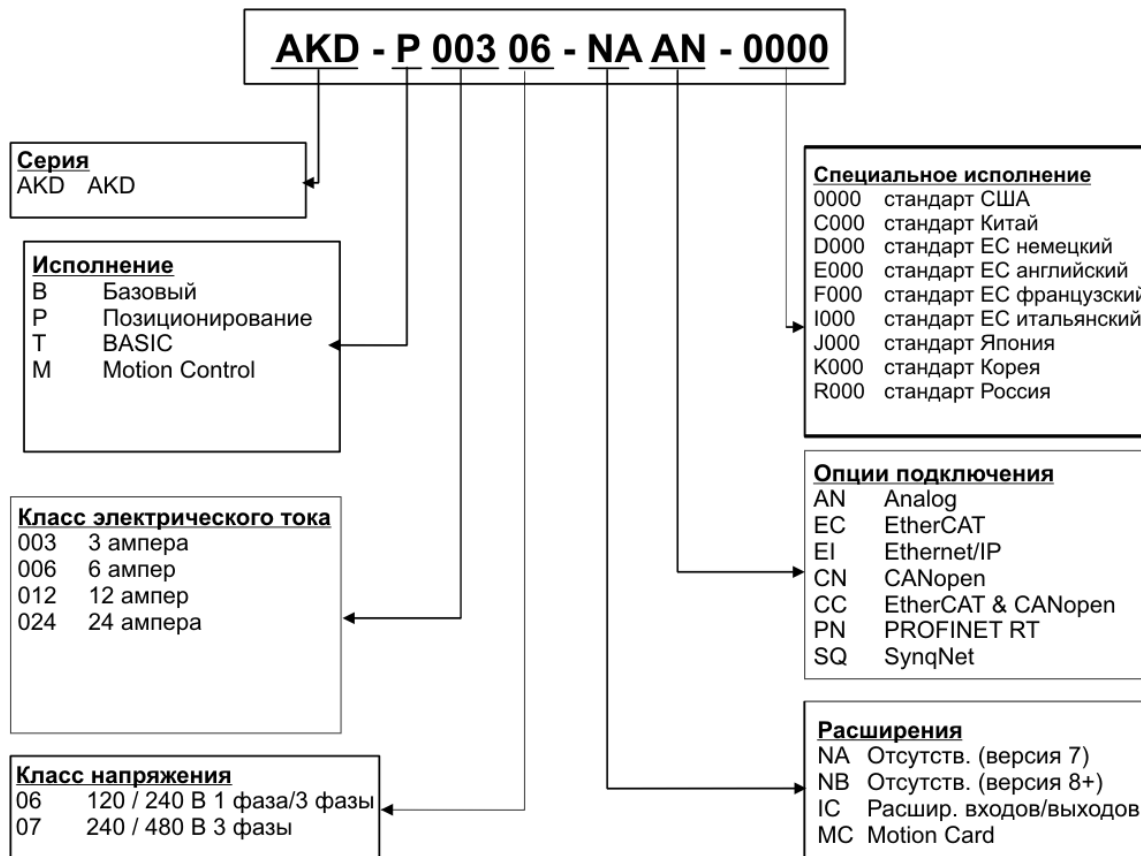 AKD - P 003 06 - NA AN - 0000
Серия
AKD AKD
Исполнение
B Базовый
P Позиционирование
T BASIC
M Motion Control
Класс электрического тока
003 3 ампера
006 6 ампер
012 12 ампер
024 24 ампера
Класс напряжения
06 120 / 240 В 1 фаза/3 фазы
07 240 / 480 В 3 фазы
Специальное исполнение
0000 стандарт США
C000 стандарт Китай
D000 стандарт ЕС немецкий
E000 стандарт ЕС английский
F000 стандарт ЕС французский
I000 стандарт ЕС итальянский
J000 стандарт Япония
K000 стандарт Корея
R000 стандарт Россия
Опции подключения
AN Analog
EC EtherCAT
EI Ethernet/IP
CN CANopen
CC EtherCAT & CANopen
PN PROFINET RT
SQ SynqNet
Расширения
NA Отсутств. (версия 7)
NB Отсутств. (версия 8+)
IC Расшир. входов/выходов
MC Motion Card